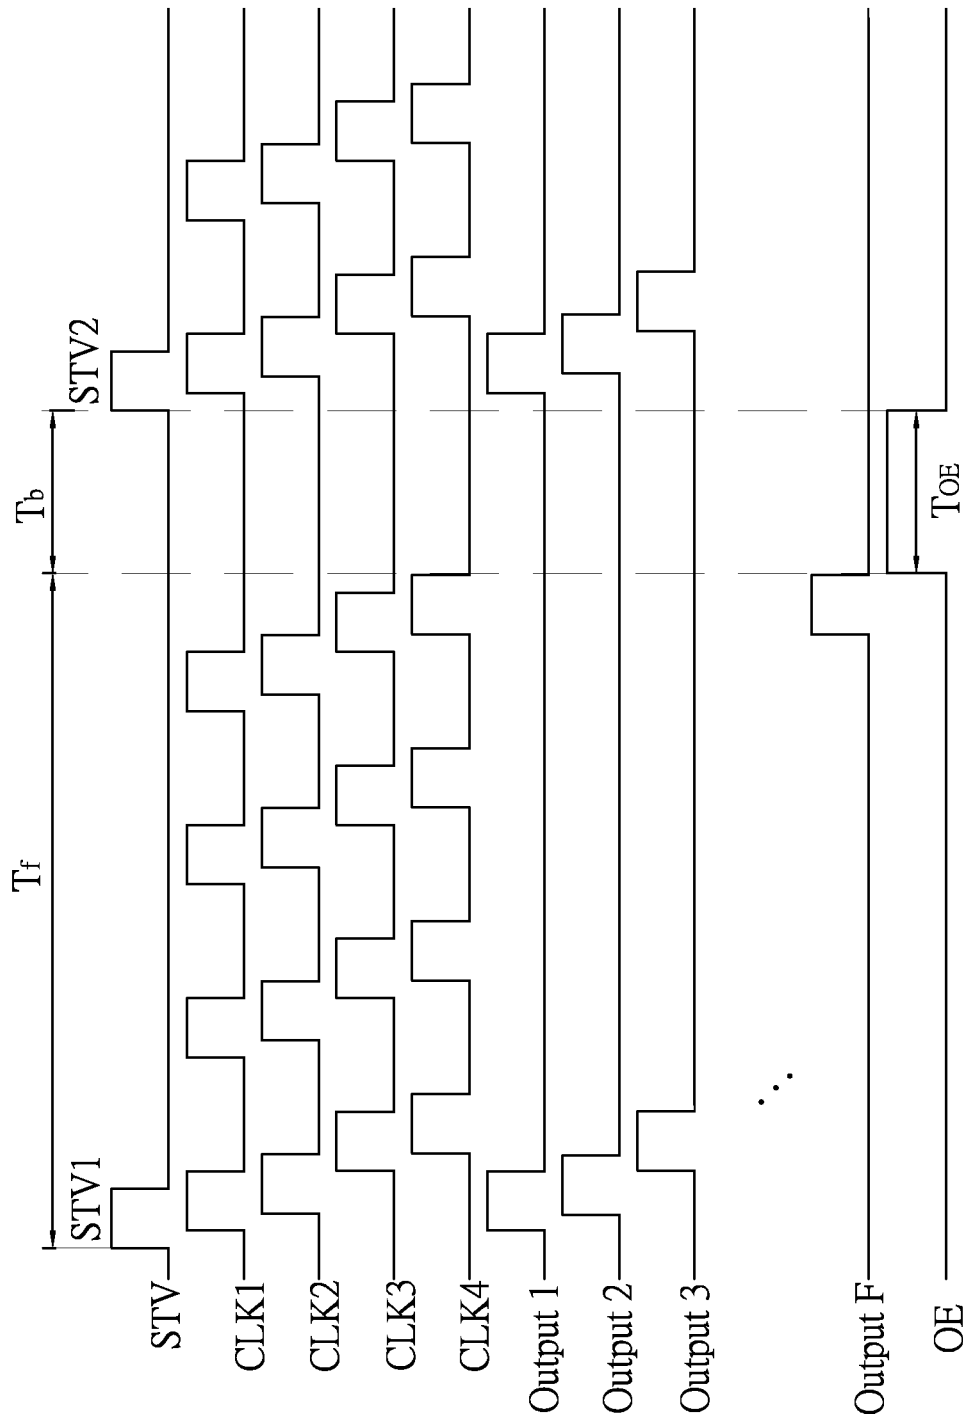 Tf
Tb
STV1
STV2
STV
CLK1
CLK2
CLK3
CLK4
Output 1
Output 2
Output 3
Output F
OE
TOE